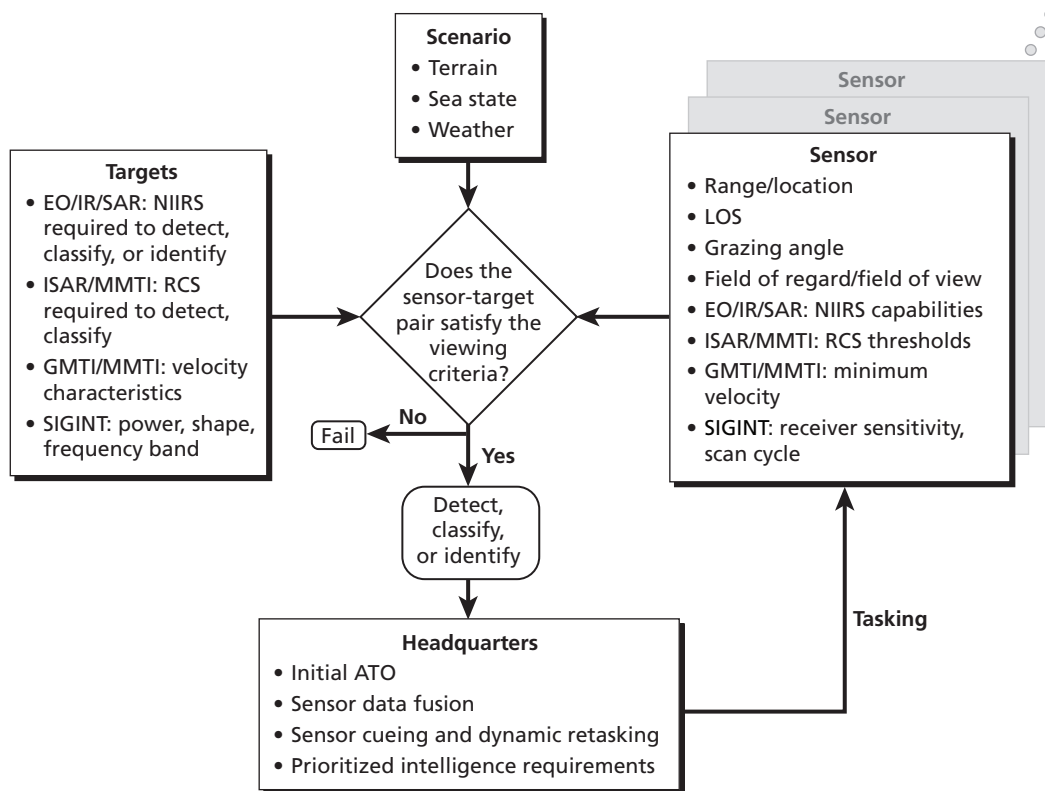 Scenario
• Terrain
• Sea state
• Weather
Sensor
Sensor
Sensor
• Range/location
• LOS
• Grazing angle
• Field of regard/field of view
• EO/IR/SAR: NIIRS capabilities
• ISAR/MMTI: RCS thresholds
• GMTI/MMTI: minimum
velocity
• SIGINT: receiver sensitivity,
scan cycle
Targets
• EO/IR/SAR: NIIRS
required to detect,
classify, or identify
• ISAR/MMTI: RCS
required to detect,
classify
• GMTI/MMTI: velocity
characteristics
• SIGINT: power, shape,
frequency band
Does the
sensor-target
pair satisfy the
viewing
criteria?
No
Fail
Yes
Detect,
classify,
or identify
Tasking
Headquarters
• Initial ATO
• Sensor data fusion
• Sensor cueing and dynamic retasking
• Prioritized intelligence requirements